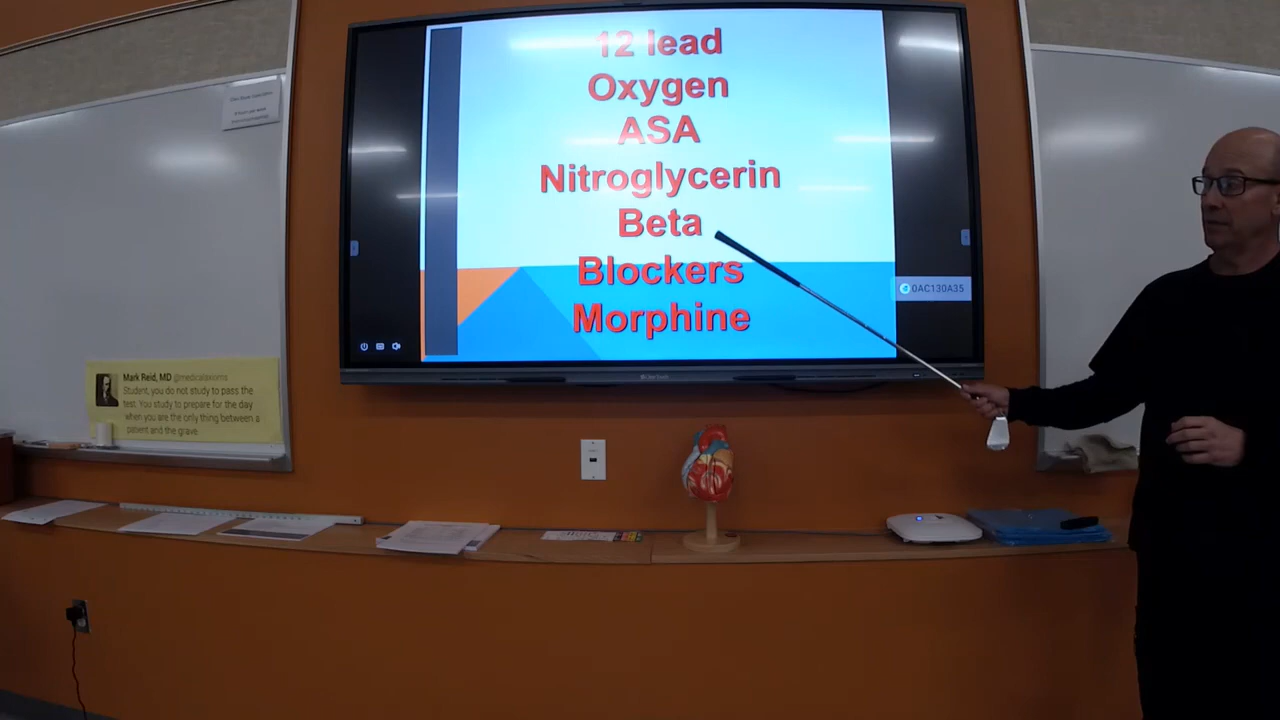 12 lead
Oxygen
ASA
Nitroglycerin
Beta
Blockers
Morphine
0AC130A35
Mark Reid, MD @medicalaxioms
Student, you do not study to pass the
test. You study to prepare for the day
when you are the only thing between a
patient and the grave.